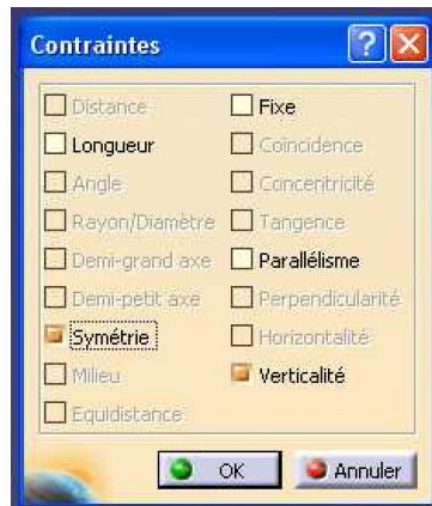 Contraintes
Distance
Fixe
Longueur
Coïncidence
Angle
Concentricité
Rayon/Diamètre
Tangence
Demi-grand axe
Parallélisme
Demi-petit axe
Perpendicularité
Symétrie
Horizontalité
Milieu
Verticalité
Equidistance
OK
Annuler